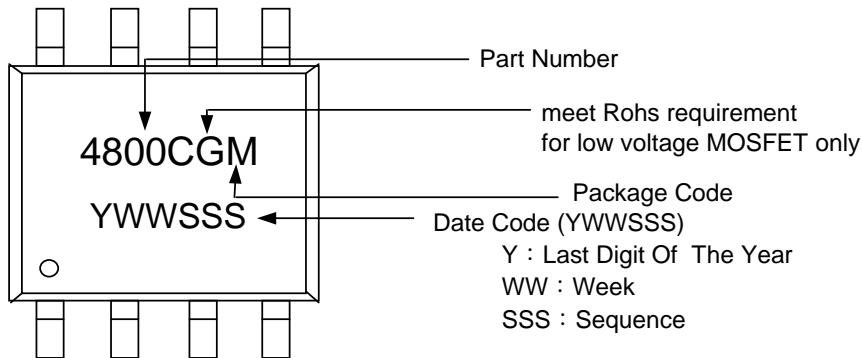 Part Number
meet Rohs requirement
for low voltage MOSFET only
4800CGM
Package Code
YWWSSS
Date Code (YWWSSS)
Y：Last Digit Of The Year
WW：Week
SSS：Sequence